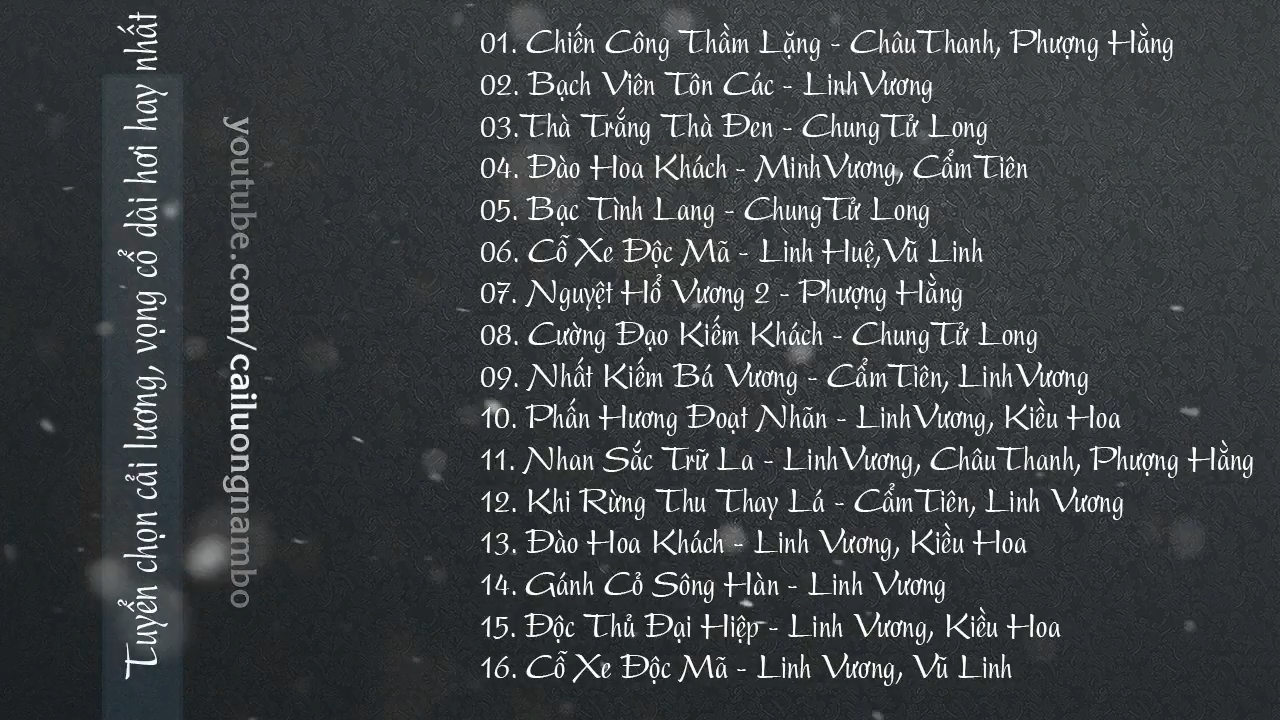 Tuyển chọn cải lương, vọng cổ dài hơi hay nhất
youtube.com/cailuongnambo
01. Chiến Công Thầm Lặng - ChâuThanh, Phượng Hằng
02. Bạch Viên Tôn Các - LinhVương
03.Thà Trắng Thà Đen - ChungTử Long
04. Đào Hoa Khách - MinhVương, CẩmTiên
05. Bạc Tình Lang - ChungTử Long
06. Cỗ Xe Độc Mã - Linh Huệ,Vũ Linh
07. Nguyệt Hổ Vương 2 - Phượng Hằng
08. Cường Đạo Kiếm Khách - ChungTử Long
09. Nhất Kiếm Bá Vương - CẩmTiên, LinhVương
10. Phấn Hương Đoạt Nhãn - LinhVương, Kiều Hoa
11. Nhan Sắc Trữ La - LinhVương, ChâuThanh, Phượng Hằng
12. Khi Rừng Thu Thay Lá - CẩmTiên, Linh Vương
13. Đào Hoa Khách - Linh Vương, Kiều Hoa
14. Gánh Cỏ Sông Hàn - Linh Vương
15. Độc Thủ Đại Hiệp - Linh Vương, Kiều Hoa
16. Cỗ Xe Độc Mã - Linh Vương, Vũ Linh